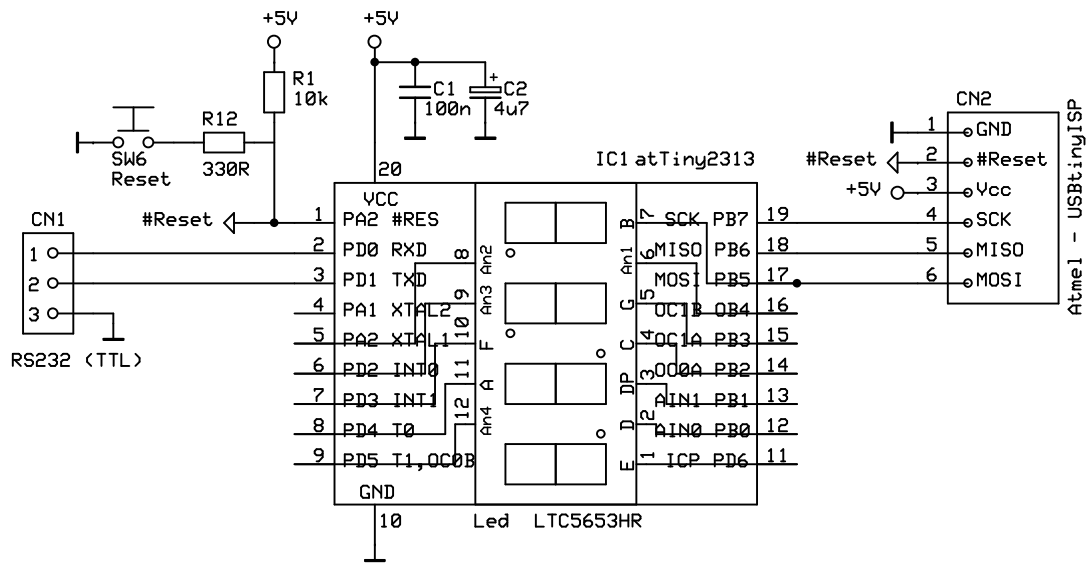 +5V
+5V
R1
10k
C1
100n
+
C2
4u7
R12
330R
SW6
Reset
CN2
1 GND
#Reset 2 #Reset
+5V 3 Vcc
4 SCK
5 MISO
6 MOSI
Atmel - USBtinyISP
IC1 atTiny2313
20
VCC
CN1
1
2
3
RS232 (TTL)
#Reset 1 PA2 #RES
2 PD0 RXD
3 PD1 TXD
4 PA1 XTAL2
5 PA2 XTAL1
6 PD2 INT0
7 PD3 INT1
8 PD4 T0
9 PD5 T1,OC0B
8 An2
9 An3
10 F
11 A
12 An4
B 7
An1 6
G 5
C 4
DP 3
D 2
E 1
SCK PB7 19
MISO PB6 18
MOSI PB5 17
OC1B OB4 16
OC1A PB3 15
OC0A PB2 14
AIN1 PB1 13
AIN0 PB0 12
ICP PD6 11
GND
10
Led LTC5653HR